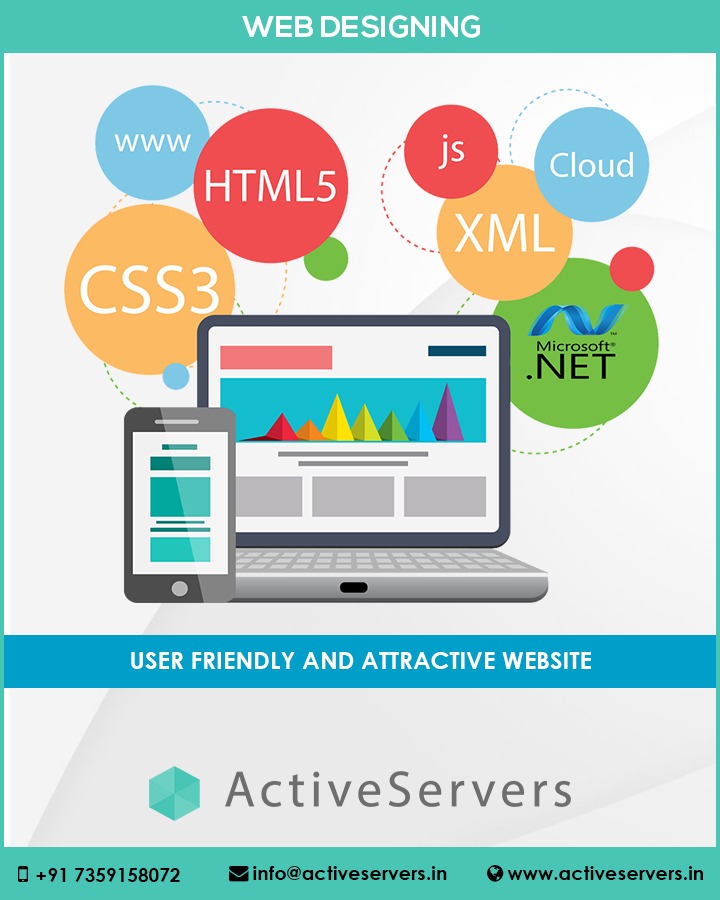 WEB DESIGNING
www
HTML5
CSS3
js
Cloud
XML
Microsoft®
.NET
™
USER FRIENDLY AND ATTRACTIVE WEBSITE
ActiveServers
+91 7359158072 info@activeservers.in www.activeservers.in